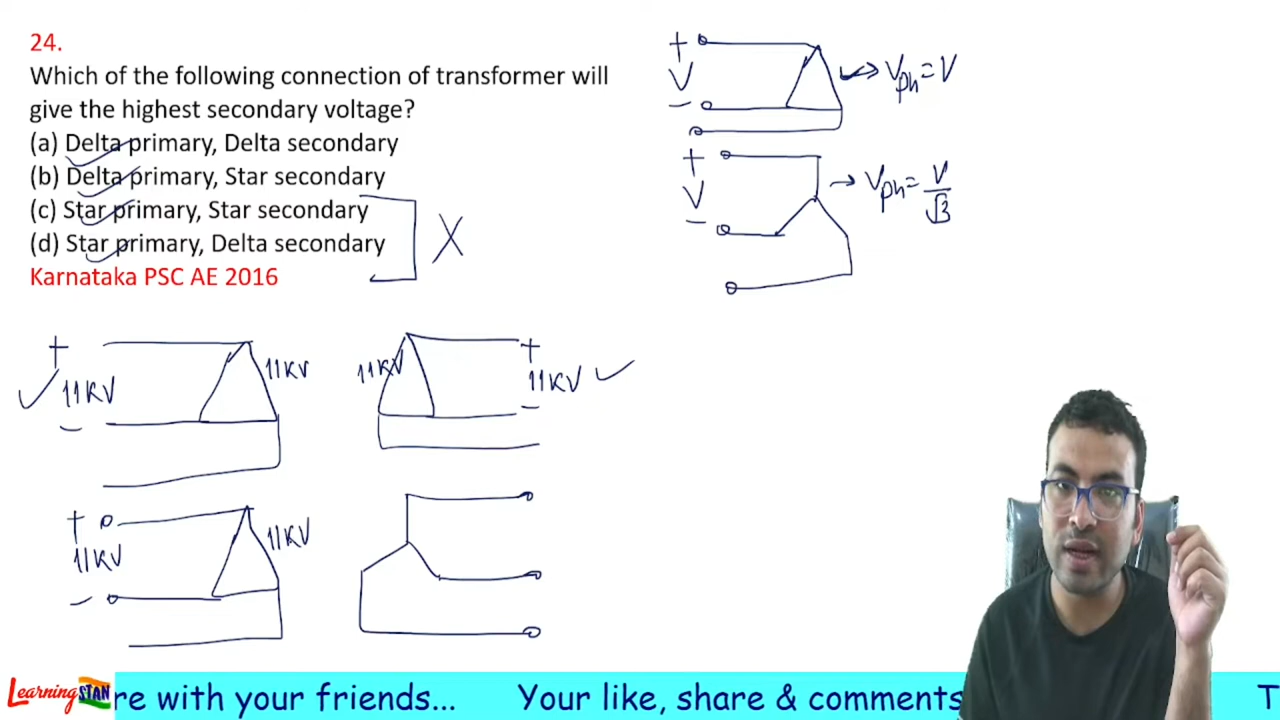 24.
Which of the following connection of transformer will
give the highest secondary voltage?
(a) Delta primary, Delta secondary
(b) Delta primary, Star secondary
(c) Star primary, Star secondary
(d) Star primary, Delta secondary
Karnataka PSC AE 2016
X
+
V
-
Vph = V
+
V
-
Vph = V/√3
+
11KV
-
11KV
11KV
+
11KV
-
+
11KV
-
11KV
Learning STAN
re with your friends... Your like, share & comments T